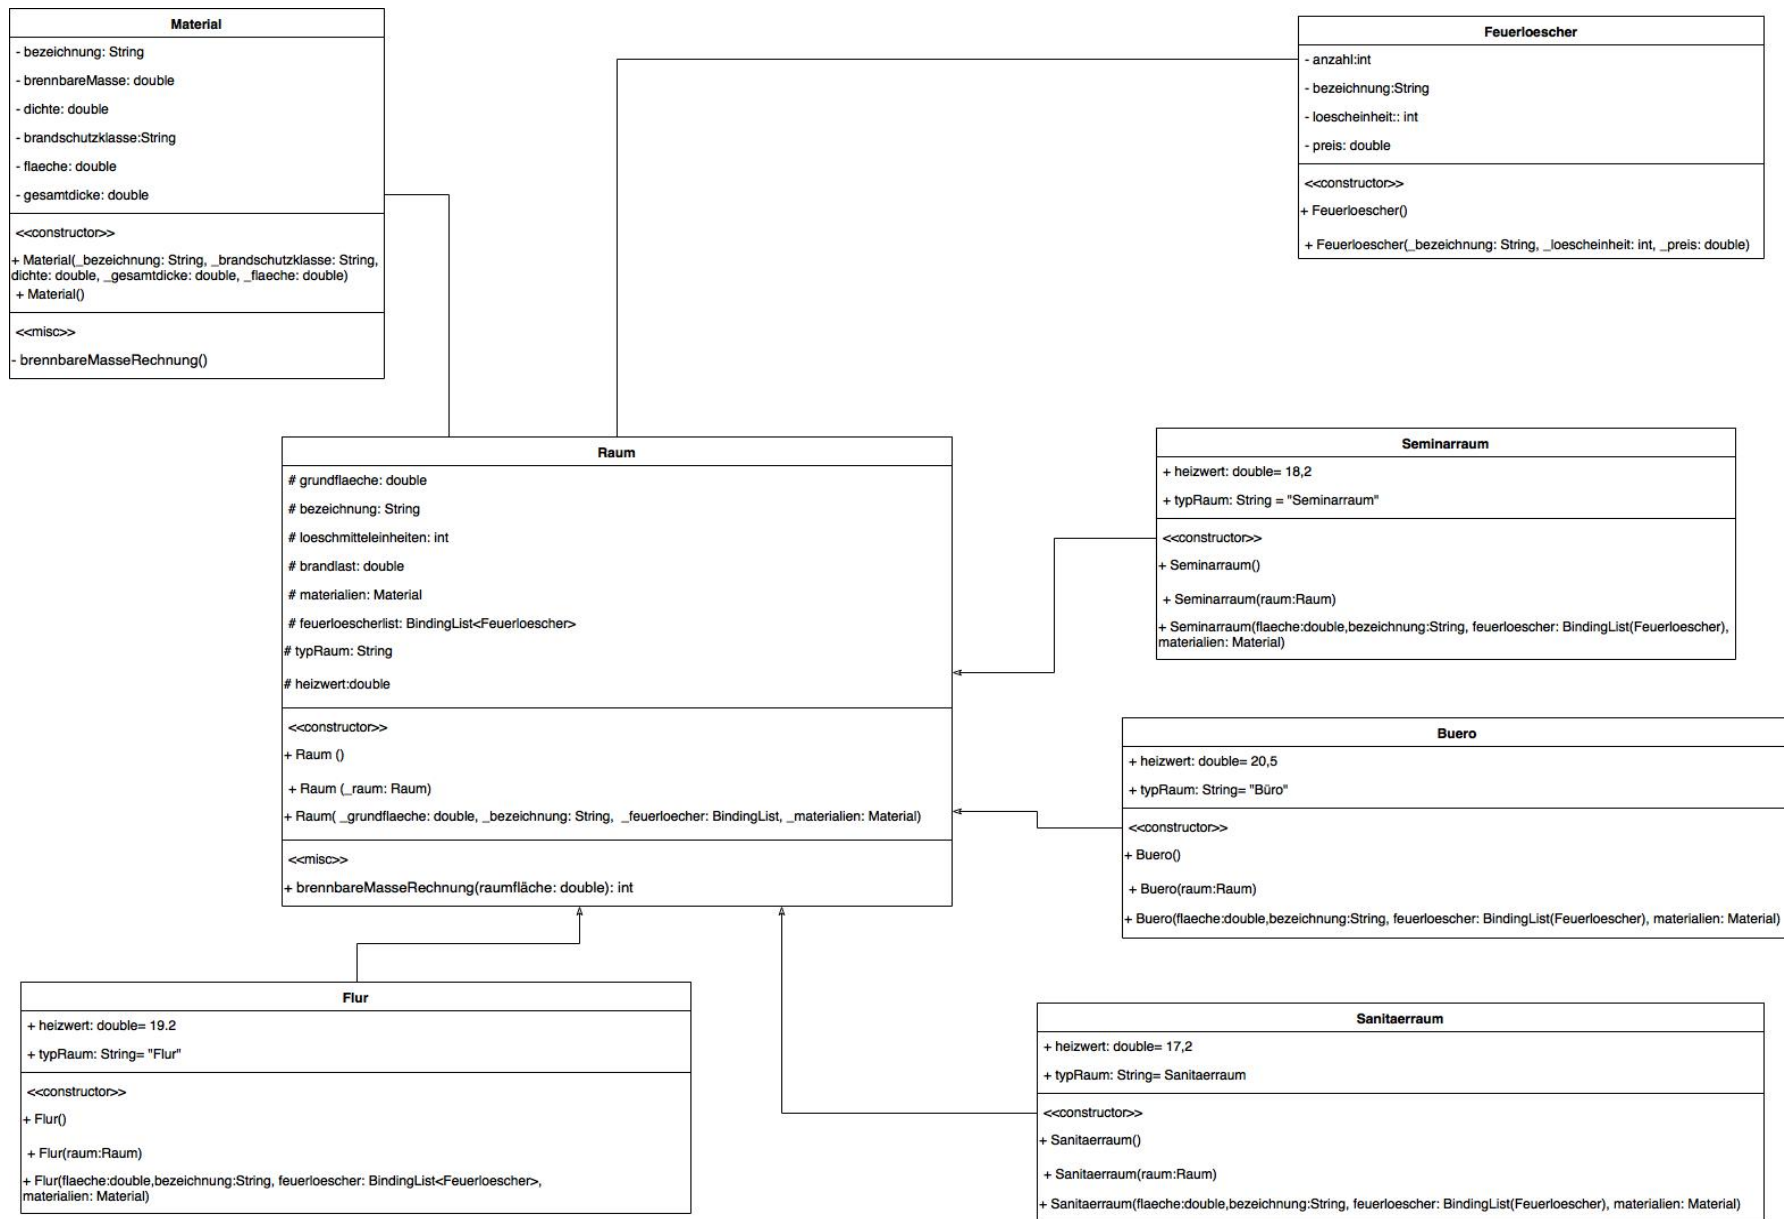 Material
- bezeichnung: String
- brennbareMasse: double
- dichte: double
- brandschutzklasse:String
- flaeche: double
- gesamtdicke: double
<<constructor>>
+ Material(_bezeichnung: String, _brandschutzklasse: String,
dichte: double, _gesamtdicke: double, _flaeche: double)
+ Material()
<<misc>>
- brennbareMasseRechnung()
Feuerloescher
- anzahl:int
- bezeichnung:String
- loescheinheit:: int
- preis: double
<<constructor>>
+ Feuerloescher()
+ Feuerloescher(_bezeichnung: String, _loescheinheit: int, _preis: double)
Raum
# grundflaeche: double
# bezeichnung: String
# loeschmitteleinheiten: int
# brandlast: double
# materialien: Material
# feuerloescherlist: BindingList<Feuerloescher>
# typRaum: String
# heizwert:double
<<constructor>>
+ Raum ()
+ Raum (_raum: Raum)
+ Raum( _grundflaeche: double, _bezeichnung: String, _feuerloecher: BindingList, _materialien: Material)
<<misc>>
+ brennbareMasseRechnung(raumfläche: double): int
Seminarraum
+ heizwert: double= 18,2
+ typRaum: String = "Seminarraum"
<<constructor>>
+ Seminarraum()
+ Seminarraum(raum:Raum)
+ Seminarraum(flaeche:double,bezeichnung:String, feuerloescher: BindingList(Feuerloescher),
materialien: Material)
Buero
+ heizwert: double= 20,5
+ typRaum: String= "Büro"
<<constructor>>
+ Buero()
+ Buero(raum:Raum)
+ Buero(flaeche:double,bezeichnung:String, feuerloescher: BindingList(Feuerloescher), materialien: Material)
Flur
+ heizwert: double= 19.2
+ typRaum: String= "Flur"
<<constructor>>
+ Flur()
+ Flur(raum:Raum)
+ Flur(flaeche:double,bezeichnung:String, feuerloescher: BindingList<Feuerloescher>,
materialien: Material)
Sanitaerraum
+ heizwert: double= 17,2
+ typRaum: String= Sanitaerraum
<<constructor>>
+ Sanitaerraum()
+ Sanitaerraum(raum:Raum)
+ Sanitaerraum(flaeche:double,bezeichnung:String, feuerloescher: BindingList(Feuerloescher), materialien: Material)